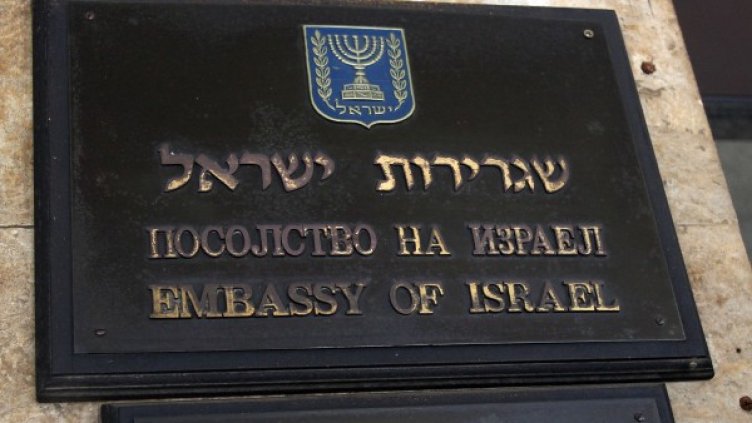 ישראל
שגרירות ישראל
ПОСОЛСТВО НА ИЗРАЕЛ
EMBASSY OF ISRAEL